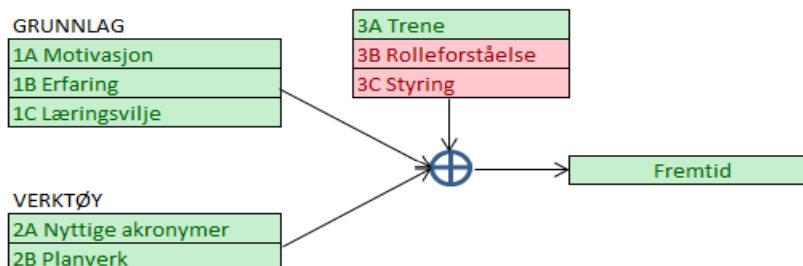 GRUNNLAG
1A Motivasjon
1B Erfaring
1C Læringsvilje
3A Trene
3B Rolleforståelse
3C Styring
Fremtid
VERKTØY
2A Nyttige akronymer
2B Planverk